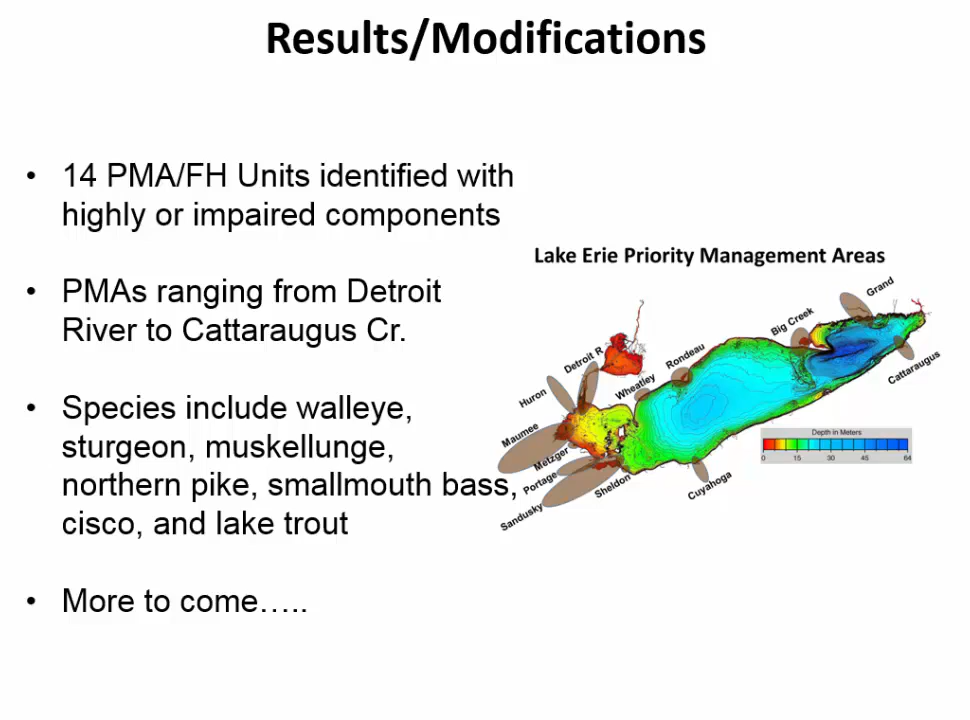 Results/Modifications
• 14 PMA/FH Units identified with
highly or impaired components
• PMAs ranging from Detroit
River to Cattaraugus Cr.
• Species include walleye,
sturgeon, muskellunge,
northern pike, smallmouth bass,
cisco, and lake trout
• More to come…..
Lake Erie Priority Management Areas
Grand
Big Creek
Cattaraugus
Rondeau
Detroit R.
Wheatley
Huron
Maumee
Metzger
Portage
Sandusky
Sheldon
Cuyahoga
Depth in Meters
0 15 30 45 64